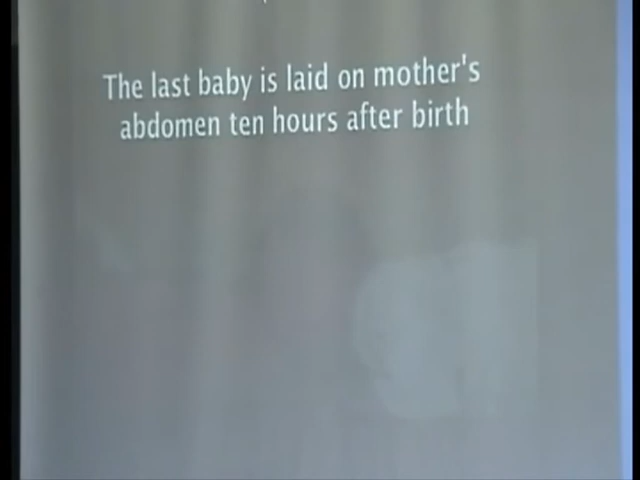 The last baby is laid on mother's
abdomen ten hours after birth